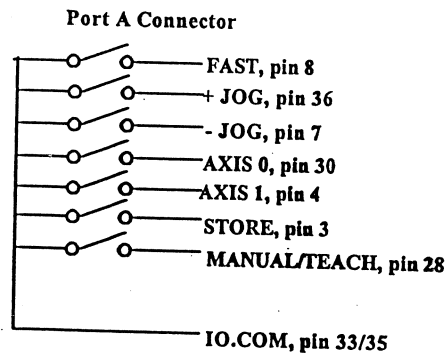 Port A Connector
FAST, pin 8
+ JOG, pin 36
- JOG, pin 7
AXIS 0, pin 30
AXIS 1, pin 4
STORE, pin 3
MANUAL/TEACH, pin 28
IO.COM, pin 33/35